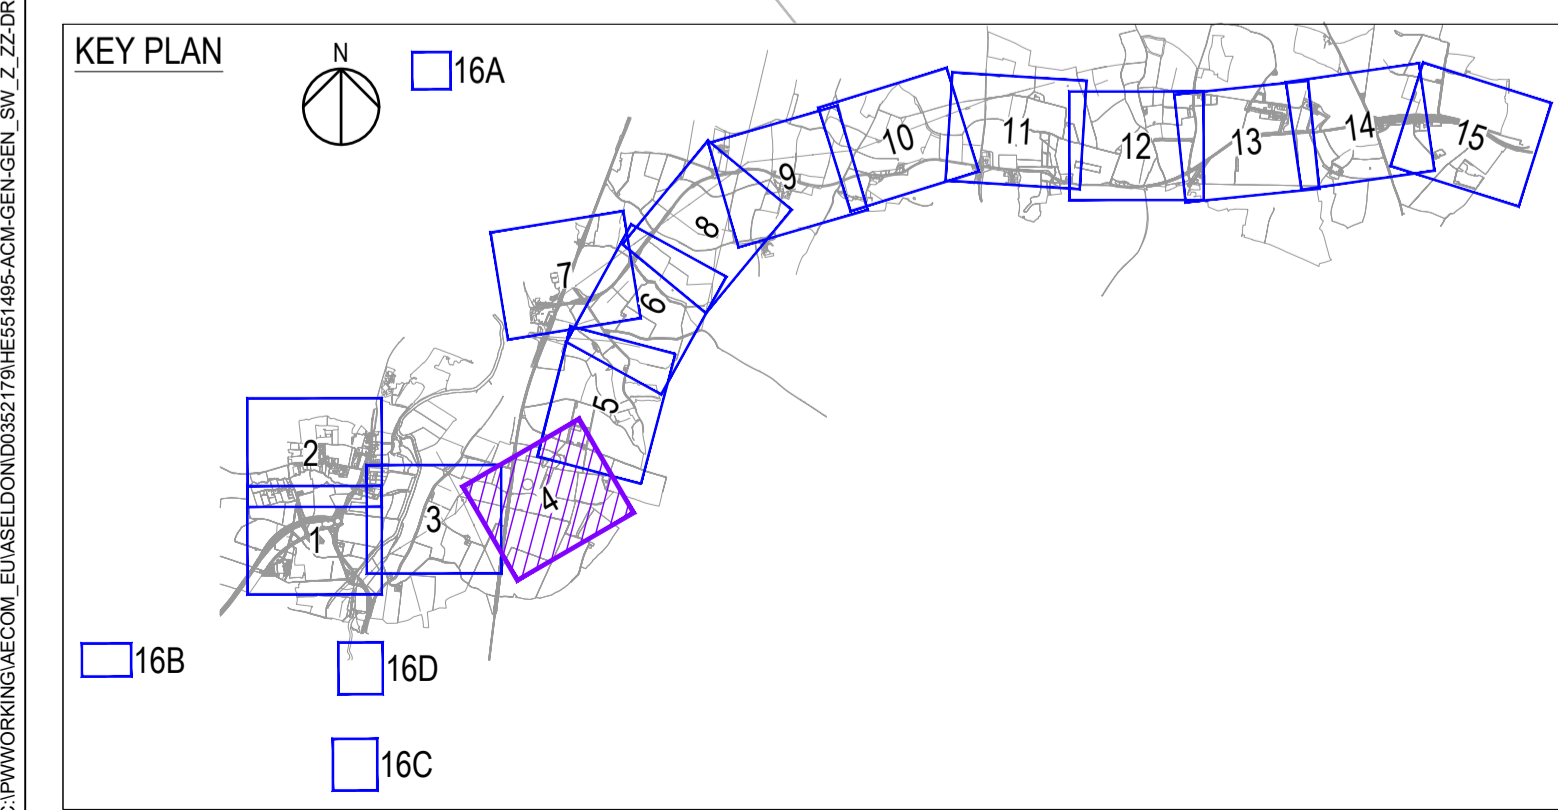 C:\PWWORKING\AECOM_EU\ASELDON\D0352179\HE551495-ACM-GEN-GEN_SW_Z_ZZ-DR
KEY PLAN
N
16A
15
14
13
12
11
10
9
8
7
6
5
4
3
2
1
16B
16D
16C